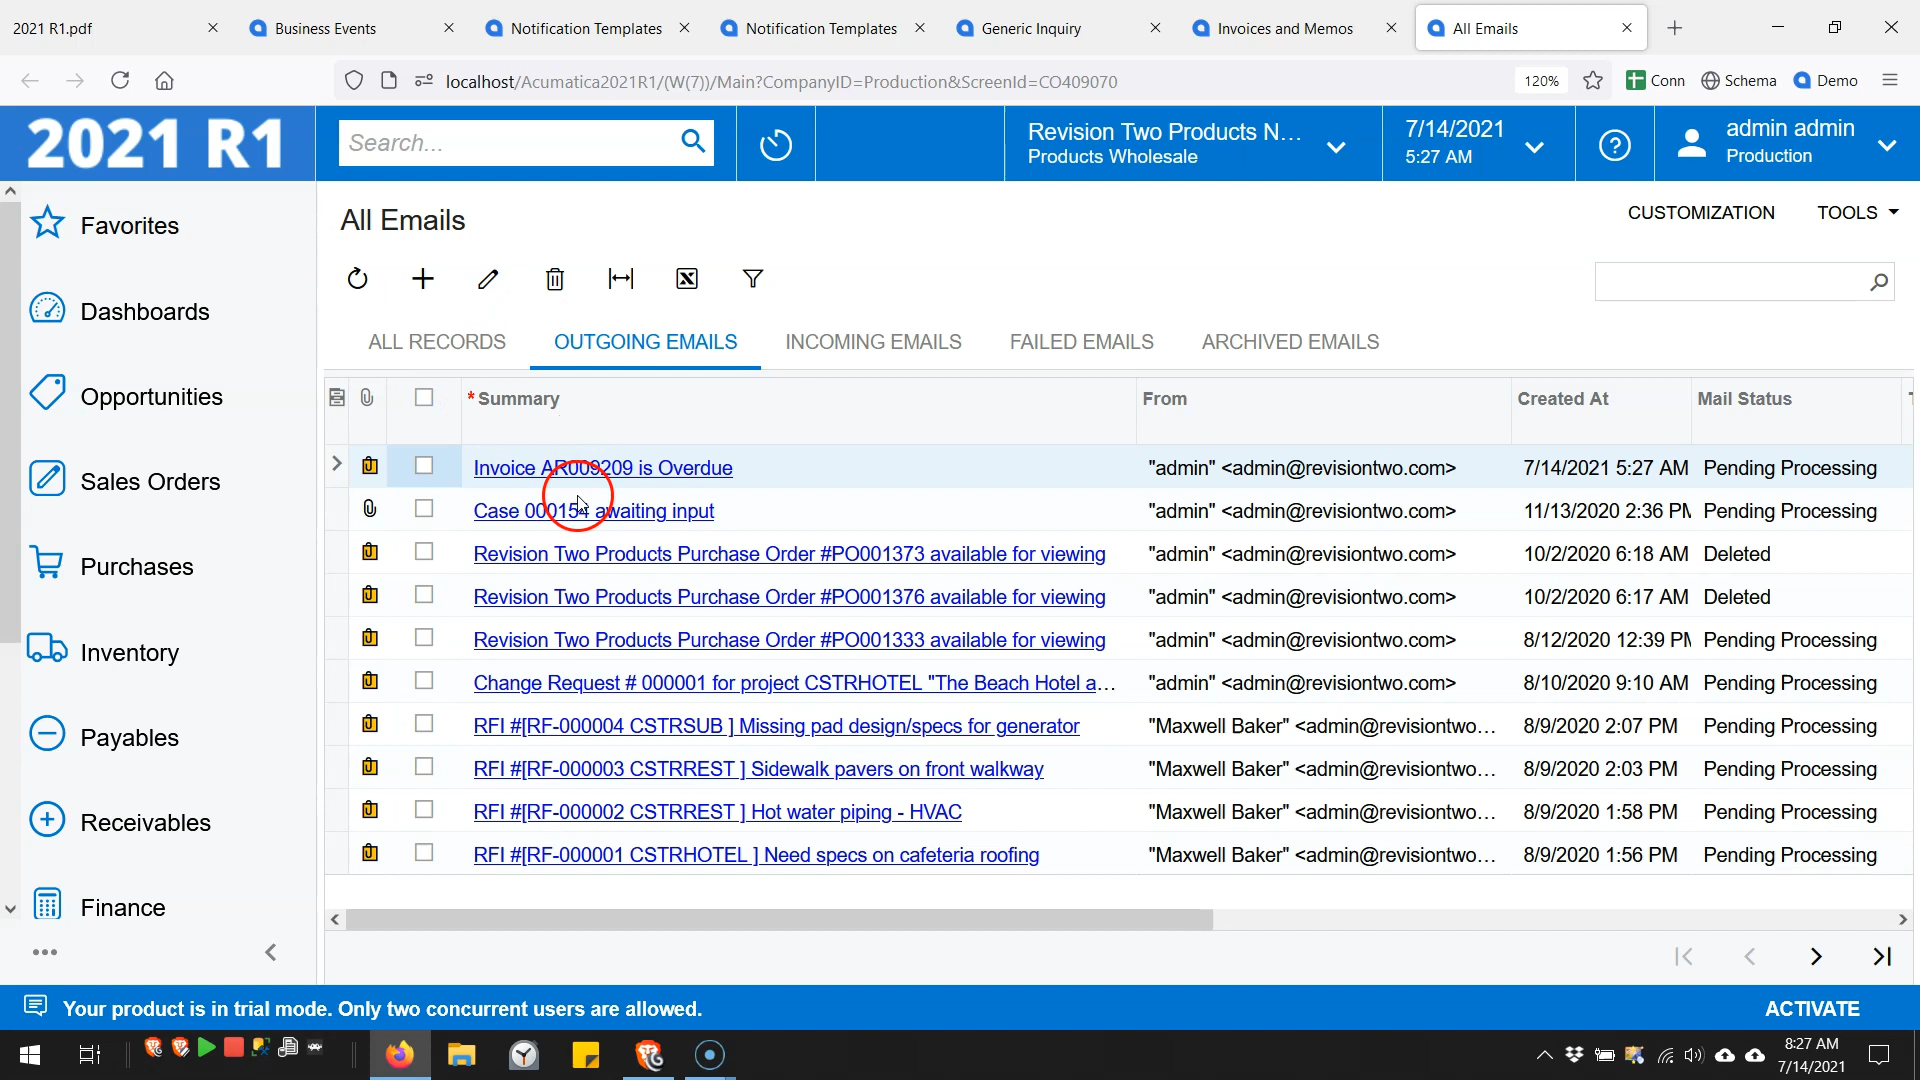 2021 R1.pdf
Business Events
Notification Templates
Notification Templates
Generic Inquiry
Invoices and Memos
All Emails
localhost/Acumatica2021R1/(W(7))/Main?CompanyID=Production&ScreenId=CO409070
120%
Conn
Schema
Demo
2021 R1
Search...
Revision Two Products N...
Products Wholesale
7/14/2021
5:27 AM
admin admin
Production
Favorites
Dashboards
Opportunities
Sales Orders
Purchases
Inventory
Payables
Receivables
Finance
All Emails
CUSTOMIZATION
TOOLS
ALL RECORDS
OUTGOING EMAILS
INCOMING EMAILS
FAILED EMAILS
ARCHIVED EMAILS
* Summary From Created At Mail Status
Invoice AR009209 is Overdue "admin" <admin@revisiontwo.com> 7/14/2021 5:27 AM Pending Processing
Case 000154 awaiting input "admin" <admin@revisiontwo.com> 11/13/2020 2:36 PM Pending Processing
Revision Two Products Purchase Order #PO001373 available for viewing "admin" <admin@revisiontwo.com> 10/2/2020 6:18 AM Deleted
Revision Two Products Purchase Order #PO001376 available for viewing "admin" <admin@revisiontwo.com> 10/2/2020 6:17 AM Deleted
Revision Two Products Purchase Order #PO001333 available for viewing "admin" <admin@revisiontwo.com> 8/12/2020 12:39 PM Pending Processing
Change Request # 000001 for project CSTRHOTEL "The Beach Hotel a... "admin" <admin@revisiontwo.com> 8/10/2020 9:10 AM Pending Processing
RFI #[RF-000004 CSTRSUB ] Missing pad design/specs for generator "Maxwell Baker" <admin@revisiontwo... 8/9/2020 2:07 PM Pending Processing
RFI #[RF-000003 CSTRREST ] Sidewalk pavers on front walkway "Maxwell Baker" <admin@revisiontwo... 8/9/2020 2:03 PM Pending Processing
RFI #[RF-000002 CSTRREST ] Hot water piping - HVAC "Maxwell Baker" <admin@revisiontwo... 8/9/2020 1:58 PM Pending Processing
RFI #[RF-000001 CSTRHOTEL ] Need specs on cafeteria roofing "Maxwell Baker" <admin@revisiontwo... 8/9/2020 1:56 PM Pending Processing
Your product is in trial mode. Only two concurrent users are allowed.
ACTIVATE
8:27 AM
7/14/2021